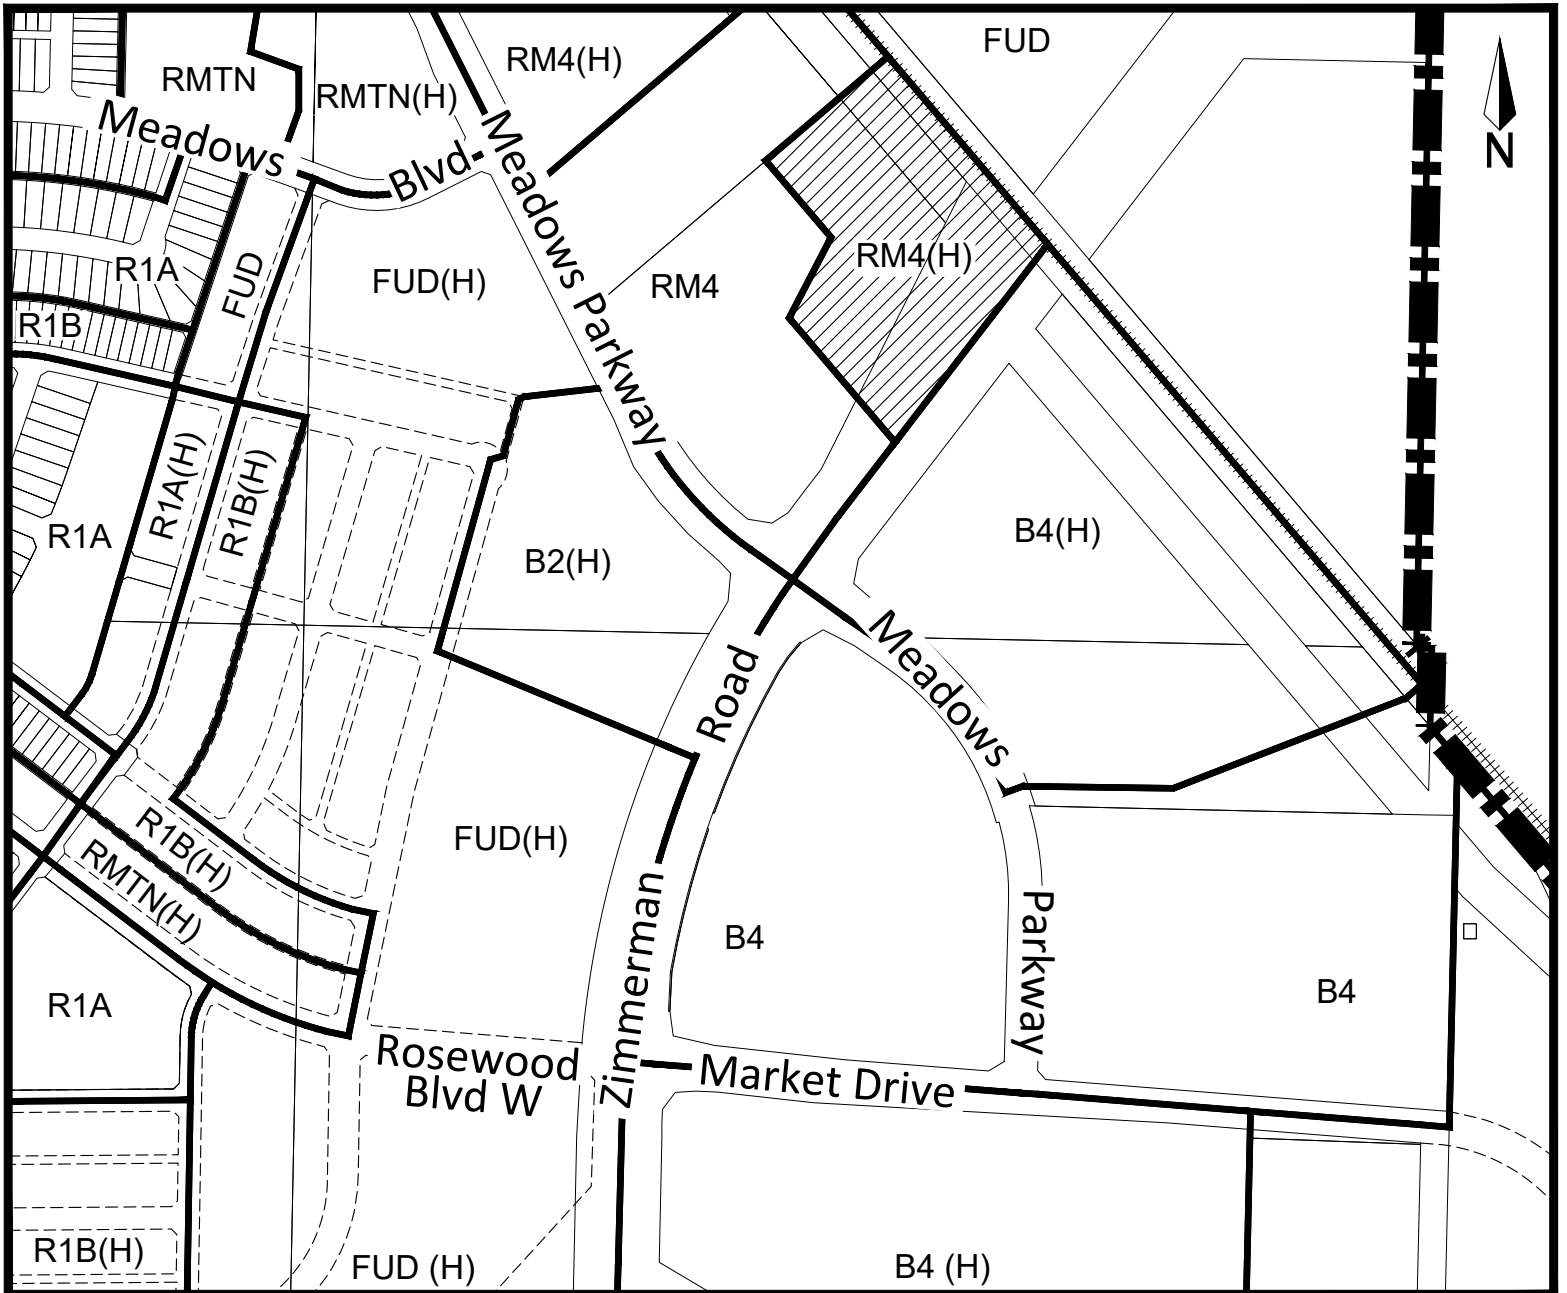 FUD
RM4(H)
RMTN
RMTN(H)
Meadows
Blvd
Meadows Parkway
N
R1A
FUD
FUD(H)
RM4
RM4(H)
R1B
R1A(H)
R1B(H)
R1A
B2(H)
B4(H)
Meadows
Road
R1B(H)
RMTN(H)
FUD(H)
Zimmerman
B4
Parkway
B4
R1A
Rosewood
Blvd W
Market Drive
R1B(H)
FUD (H)
B4 (H)